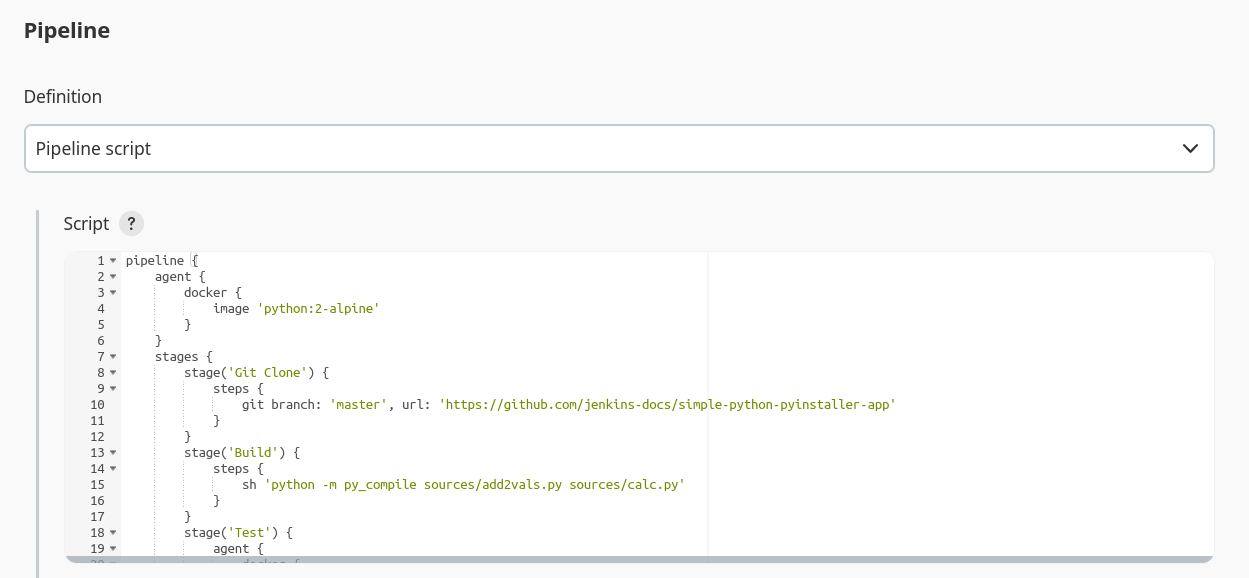 Pipeline
Definition
Pipeline script
Script ?
1 pipeline {
2     agent {
3         docker {
4             image 'python:2-alpine'
5         }
6     }
7     stages {
8         stage('Git Clone') {
9             steps {
10                 git branch: 'master', url: 'https://github.com/jenkins-docs/simple-python-pyinstaller-app'
11             }
12         }
13         stage('Build') {
14             steps {
15                 sh 'python -m py_compile sources/add2vals.py sources/calc.py'
16             }
17         }
18         stage('Test') {
19             agent {
20                 docker {